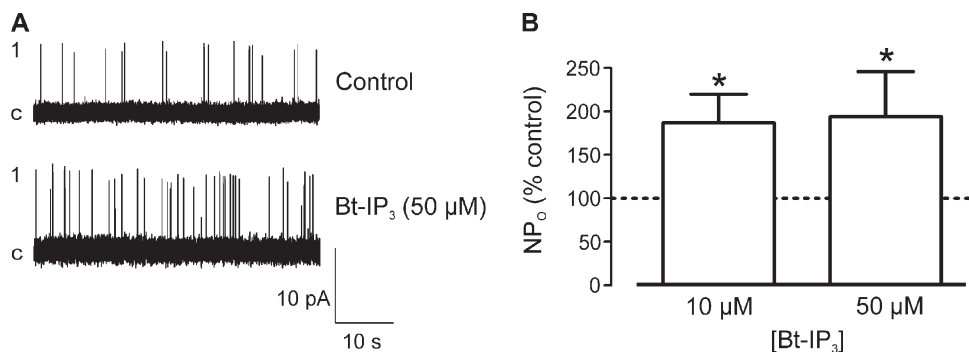 A
1
Control
c
1
Bt-IP₃ (50 µM)
c
10 pA
10 s
B
* *
250
200
150
100
50
0
NP₀ (% control)
10 µM 50 µM
[Bt-IP₃]